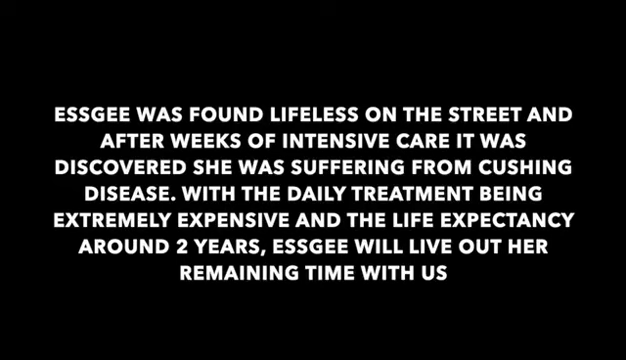 ESSGEE WAS FOUND LIFELESS ON THE STREET AND
AFTER WEEKS OF INTENSIVE CARE IT WAS
DISCOVERED SHE WAS SUFFERING FROM CUSHING
DISEASE. WITH THE DAILY TREATMENT BEING
EXTREMELY EXPENSIVE AND THE LIFE EXPECTANCY
AROUND 2 YEARS, ESSGEE WILL LIVE OUT HER
REMAINING TIME WITH US